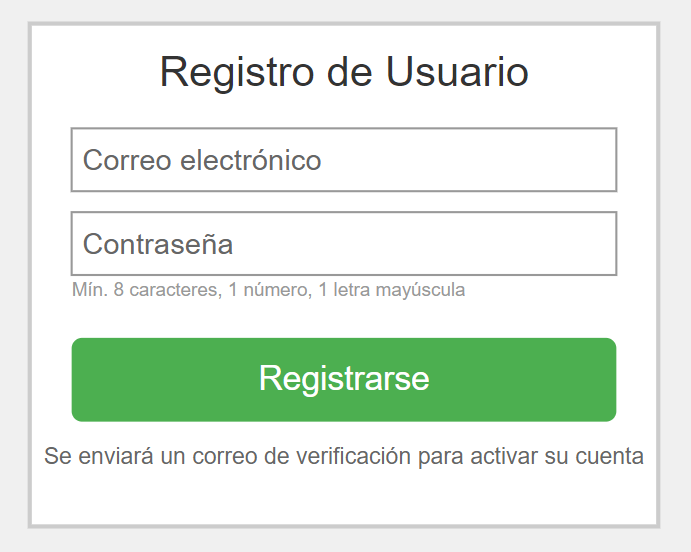 Registro de Usuario
Correo electrónico
Contraseña
Mín. 8 caracteres, 1 número, 1 letra mayúscula
Registrarse
Se enviará un correo de verificación para activar su cuenta